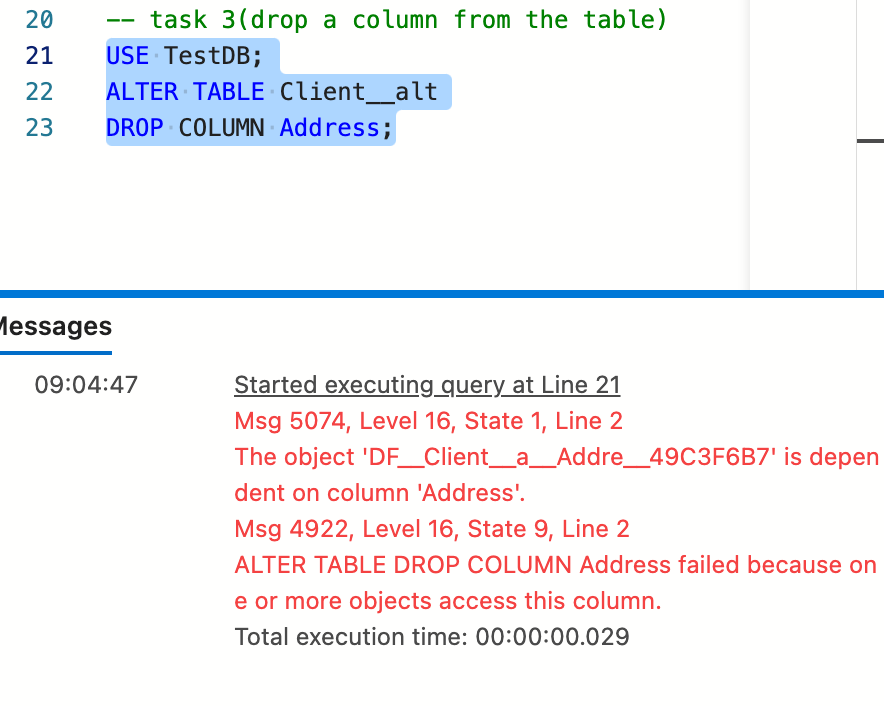 20 -- task 3(drop a column from the table)
21 USE TestDB;
22 ALTER TABLE Client__alt
23 DROP COLUMN Address;
Messages
09:04:47 Started executing query at Line 21
Msg 5074, Level 16, State 1, Line 2
The object 'DF__Client__a__Addre__49C3F6B7' is depen
dent on column 'Address'.
Msg 4922, Level 16, State 9, Line 2
ALTER TABLE DROP COLUMN Address failed because on
e or more objects access this column.
Total execution time: 00:00:00.029